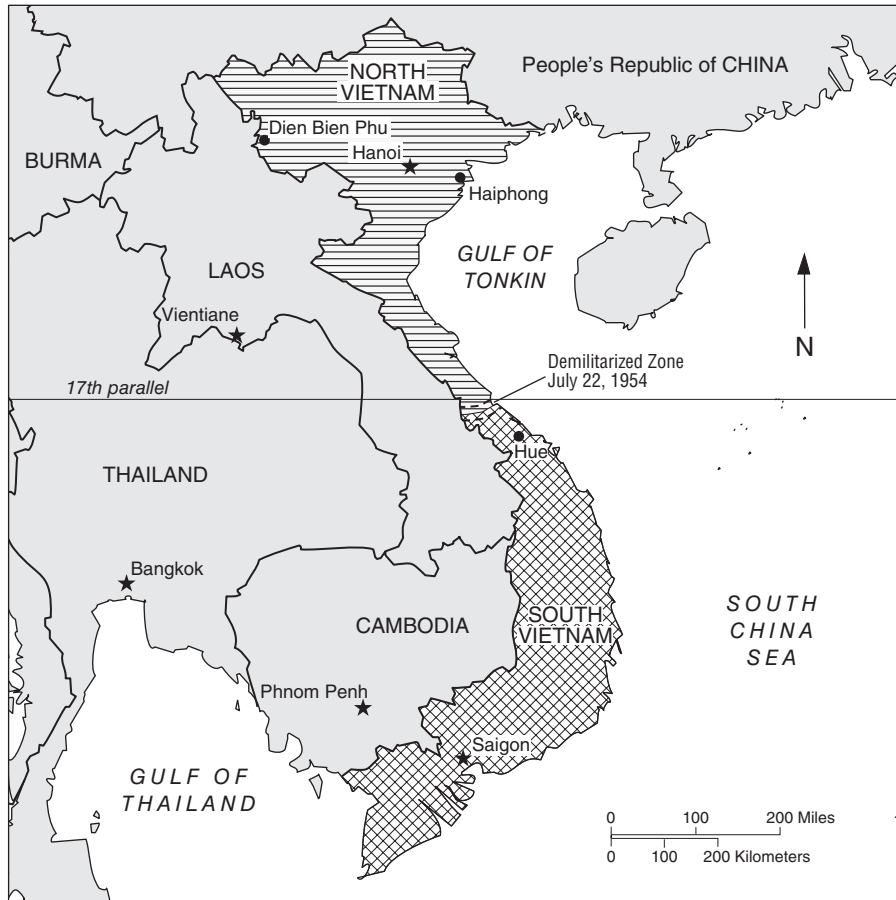 People's Republic of CHINA
NORTH
VIETNAM
Dien Bien Phu
Hanoi
BURMA
Haiphong
GULF OF
TONKIN
LAOS
Vientiane
N
Demilitarized Zone
July 22, 1954
17th parallel
Hue
THAILAND
Bangkok
SOUTH
VIETNAM
CAMBODIA
SOUTH
CHINA
SEA
Phnom Penh
Saigon
GULF OF
THAILAND
0 100 200 Miles
0 100 200 Kilometers